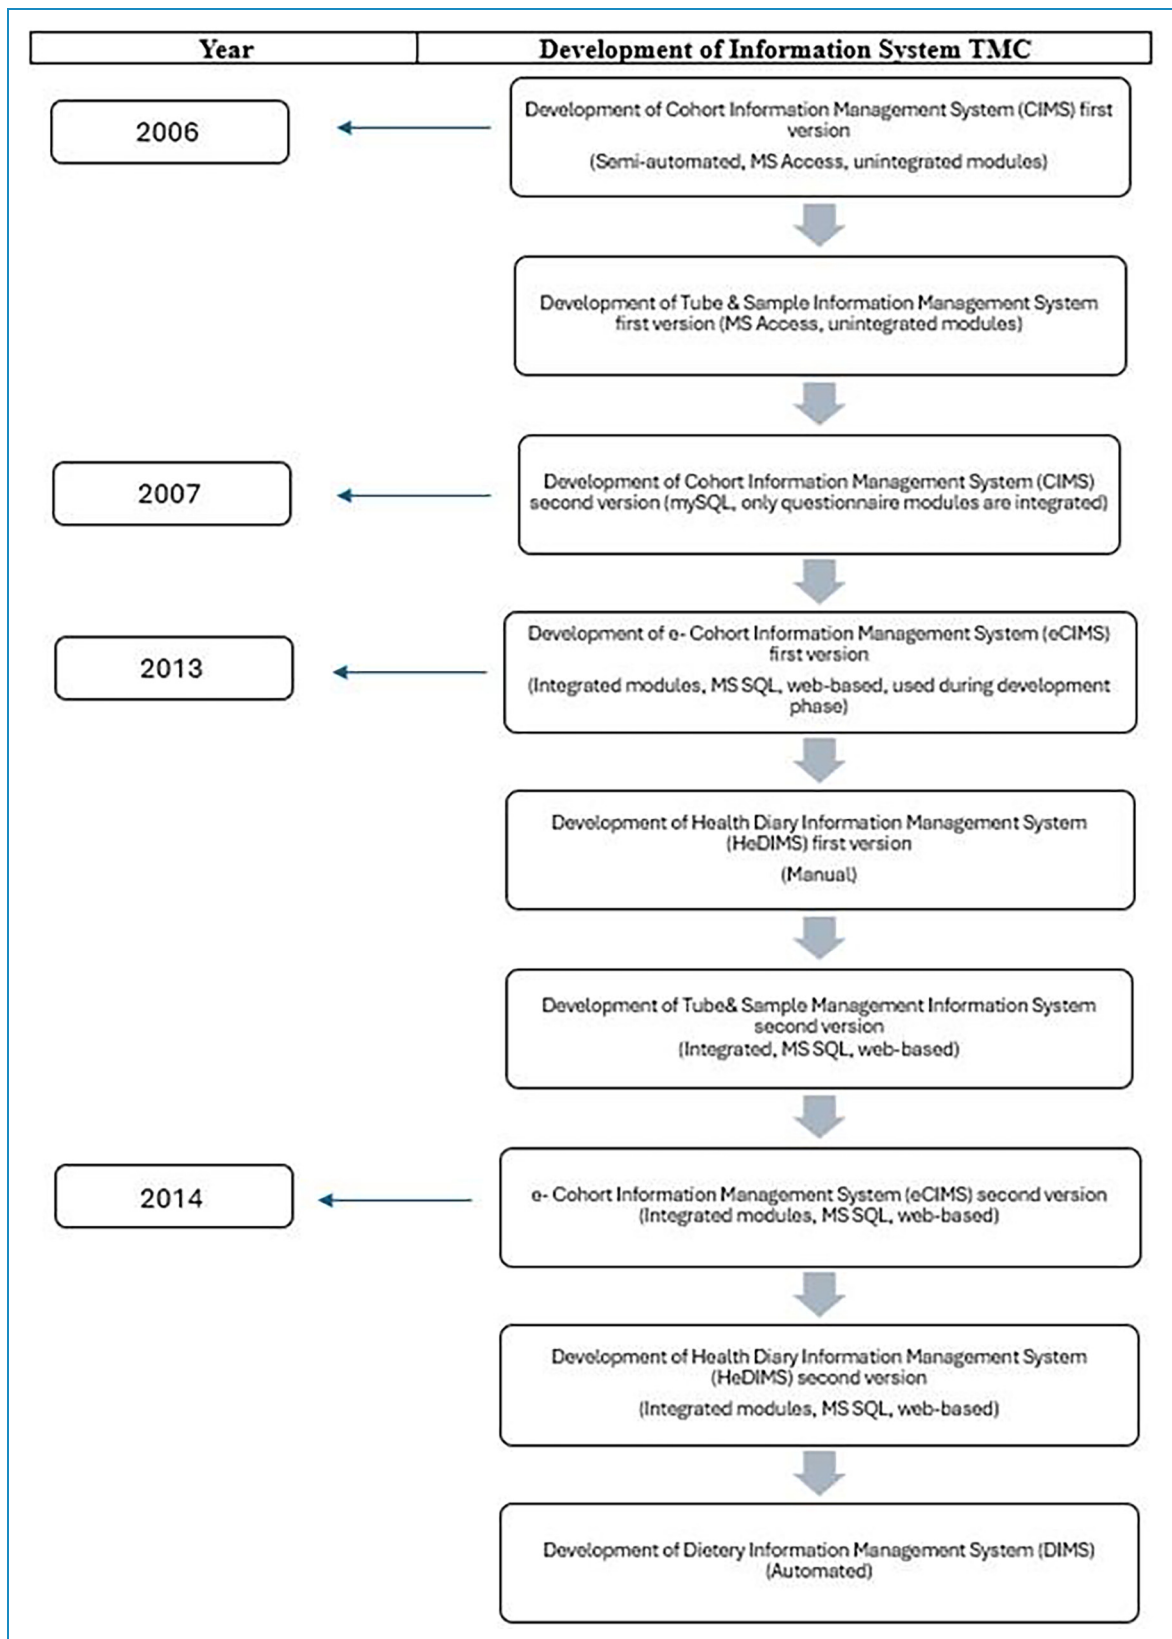 Year
Development of Information System TMC
2006
Development of Cohort Information Management System (CIMS) first
version
(Semi-automated, MS Access, unintegrated modules)
Development of Tube & Sample Information Management System
first version (MS Access, unintegrated modules)
2007
Development of Cohort Information Management System (CIMS)
second version (mySQL, only questionnaire modules are integrated)
2013
Development of e- Cohort Information Management System (eCIMS)
first version
(Integrated modules, MS SQL, web-based, used during development
phase)
Development of Health Diary Information Management System
(HeDIMS) first version
(Manual)
Development of Tube& Sample Management Information System
second version
(Integrated, MS SQL, web-based)
2014
e- Cohort Information Management System (eCIMS) second version
(Integrated modules, MS SQL, web-based)
Development of Health Diary Information Management System
(HeDIMS) second version
(Integrated modules, MS SQL, web-based)
Development of Dietery Information Management System (DIMS)
(Automated)